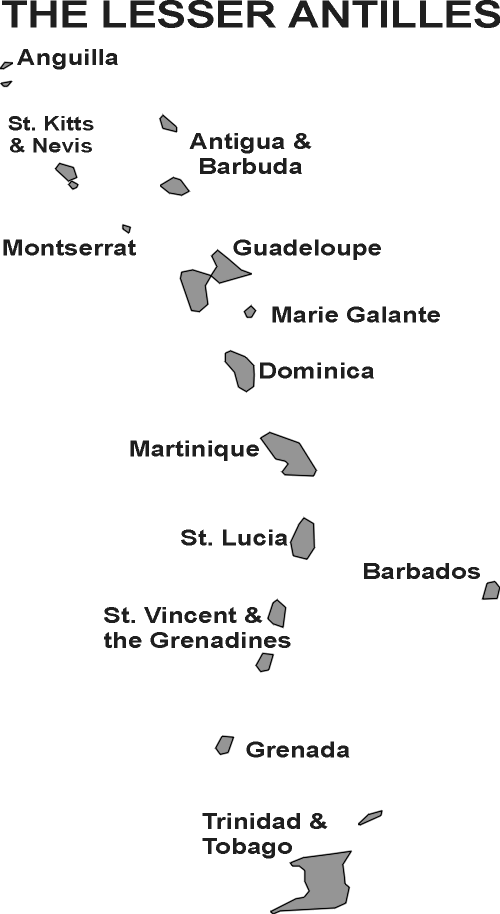 THE LESSER ANTILLES
Anguilla
St. Kitts
& Nevis
Antigua &
Barbuda
Montserrat
Guadeloupe
Marie Galante
Dominica
Martinique
St. Lucia
Barbados
St. Vincent &
the Grenadines
Grenada
Trinidad &
Tobago